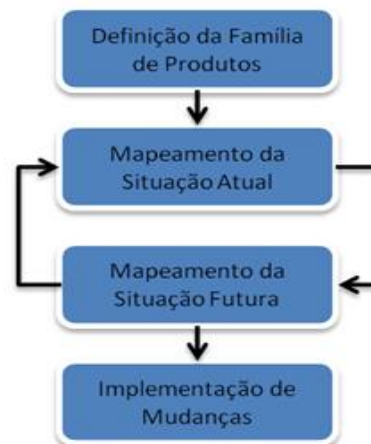 Definição da Família
de Produtos
Mapeamento da
Situação Atual
Mapeamento da
Situação Futura
Implementação de
Mudanças